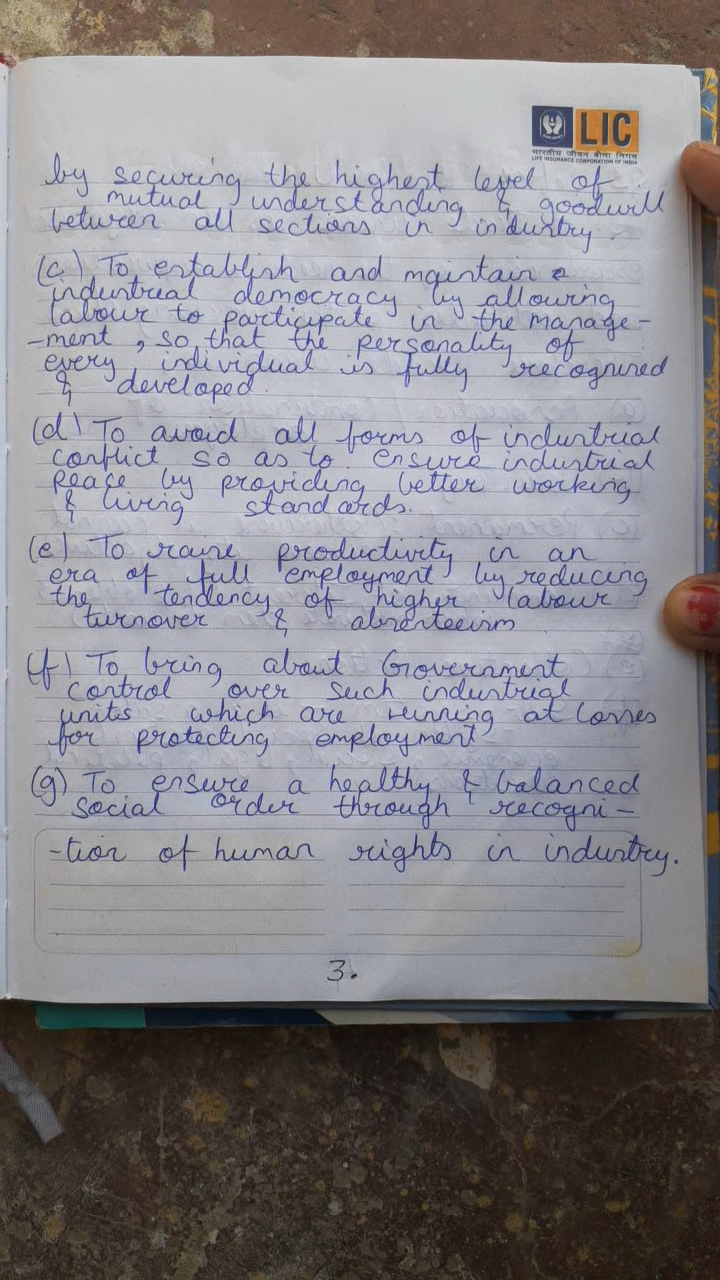 LIC
भारतीय जीवन बीमा निगम
LIFE INSURANCE CORPORATION OF INDIA
by securing the highest level of
mutual understanding & goodwill
between all sections in industry.
(c) To establish and maintain
industrial democracy by allowing
labour to participate in the manage-
-ment, so that the personality of
every individual is fully recognised
& developed.
(d) To avoid all forms of industrial
conflict so as to ensure industrial
peace by providing better working
& living standards.
(e) To raise productivity in an
era of full employment by reducing
the tendency of higher labour
turnover & absenteeism
(f) To bring about Government
control over such industrial
units which are running at losses
for protecting employment
(g) To ensure a healthy & balanced
social order through recogni-
-tion of human rights in industry.
3.